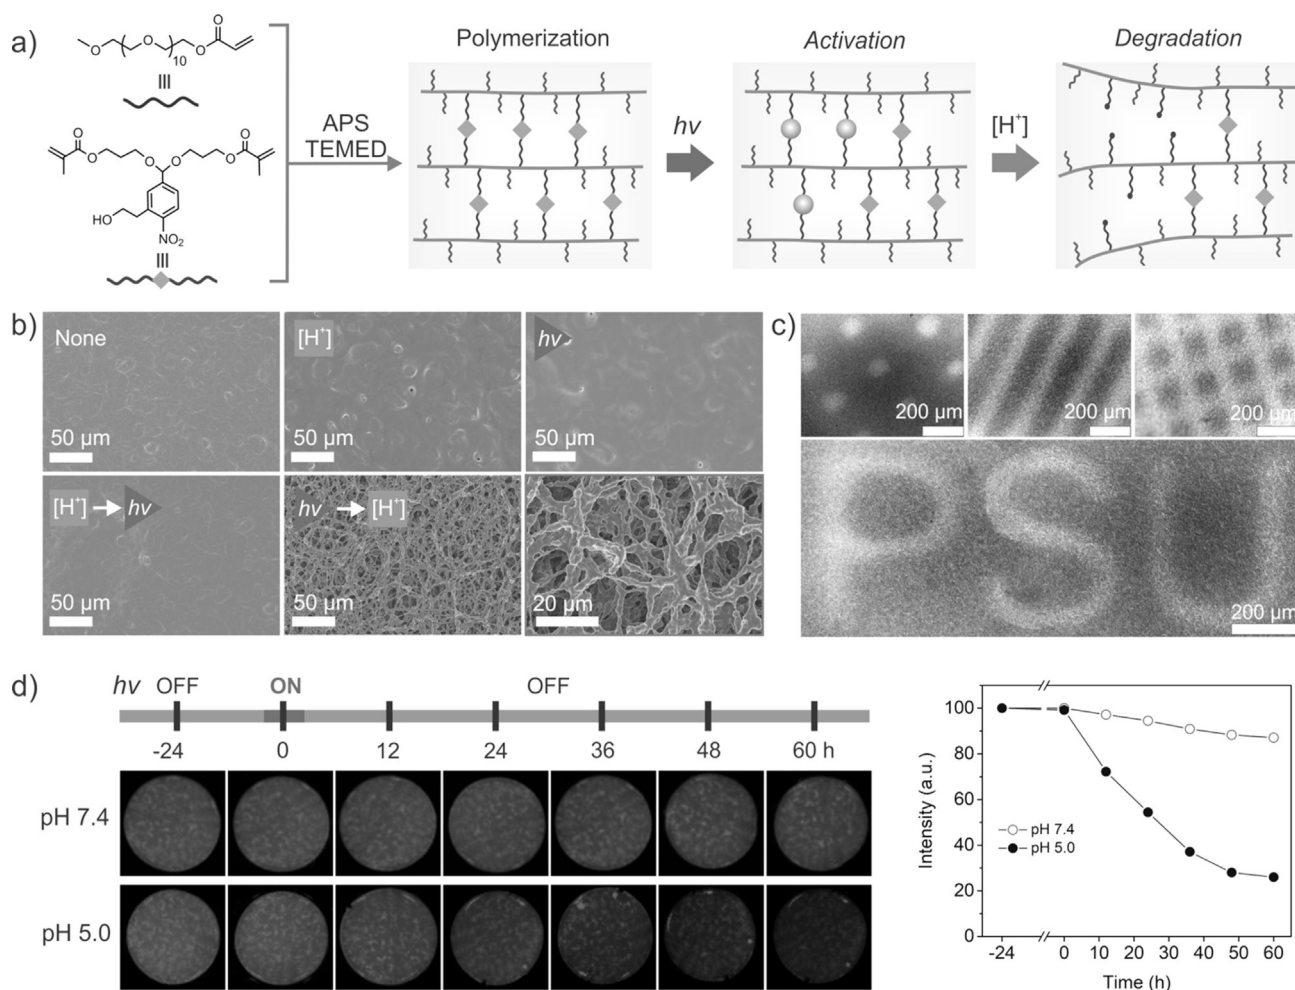 a)
Polymerization
Activation
Degradation
O
O
O
10
O
O
III
APS
TEMED
hv
[H⁺]
O
O
O
O
O
O
HO
NO₂
III
b)
None
[H⁺]
hv
50 µm
50 µm
50 µm
[H⁺]
hv
hv
[H⁺]
50 µm
50 µm
20 µm
c)
200 µm
200 µm
200 µm
PSU
200 µm
d)
hv OFF ON OFF
-24 0 12 24 36 48 60 h
pH 7.4
pH 5.0
Intensity (a.u.)
100
80
60
40
20
0
pH 7.4
pH 5.0
-24 0 10 20 30 40 50 60
Time (h)